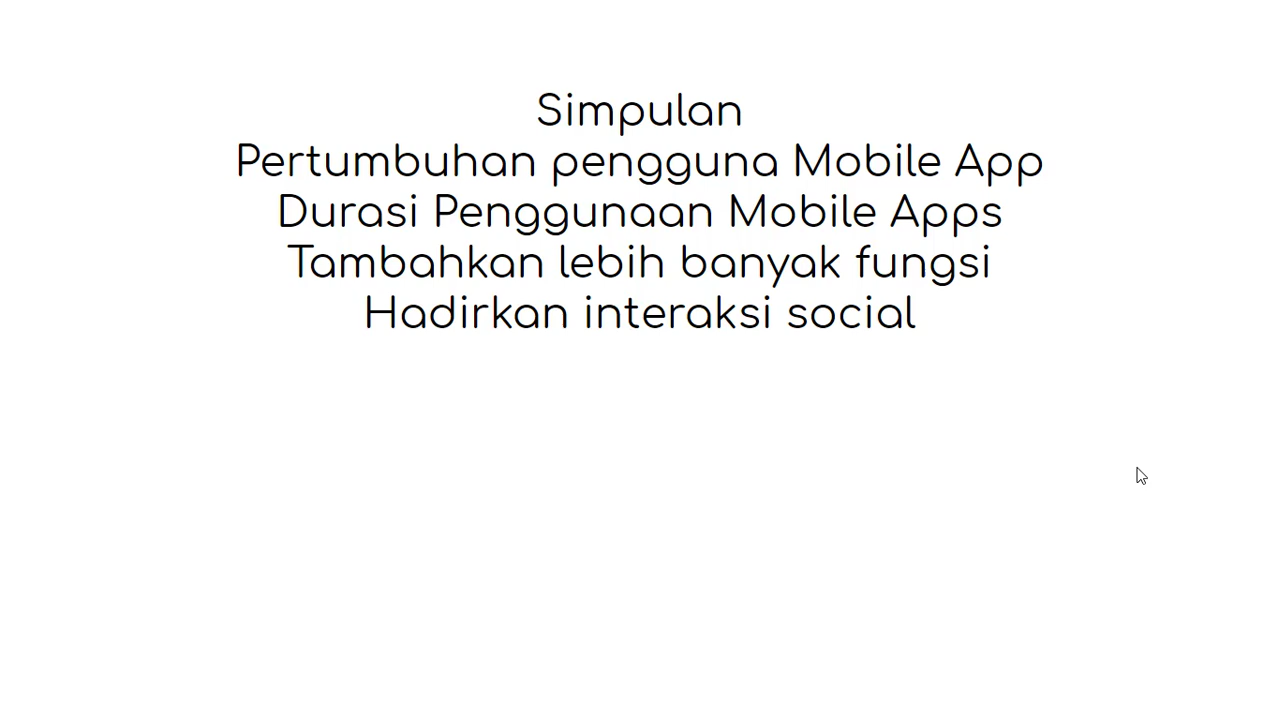 Simpulan
Pertumbuhan pengguna Mobile App
Durasi Penggunaan Mobile Apps
Tambahkan lebih banyak fungsi
Hadirkan interaksi social